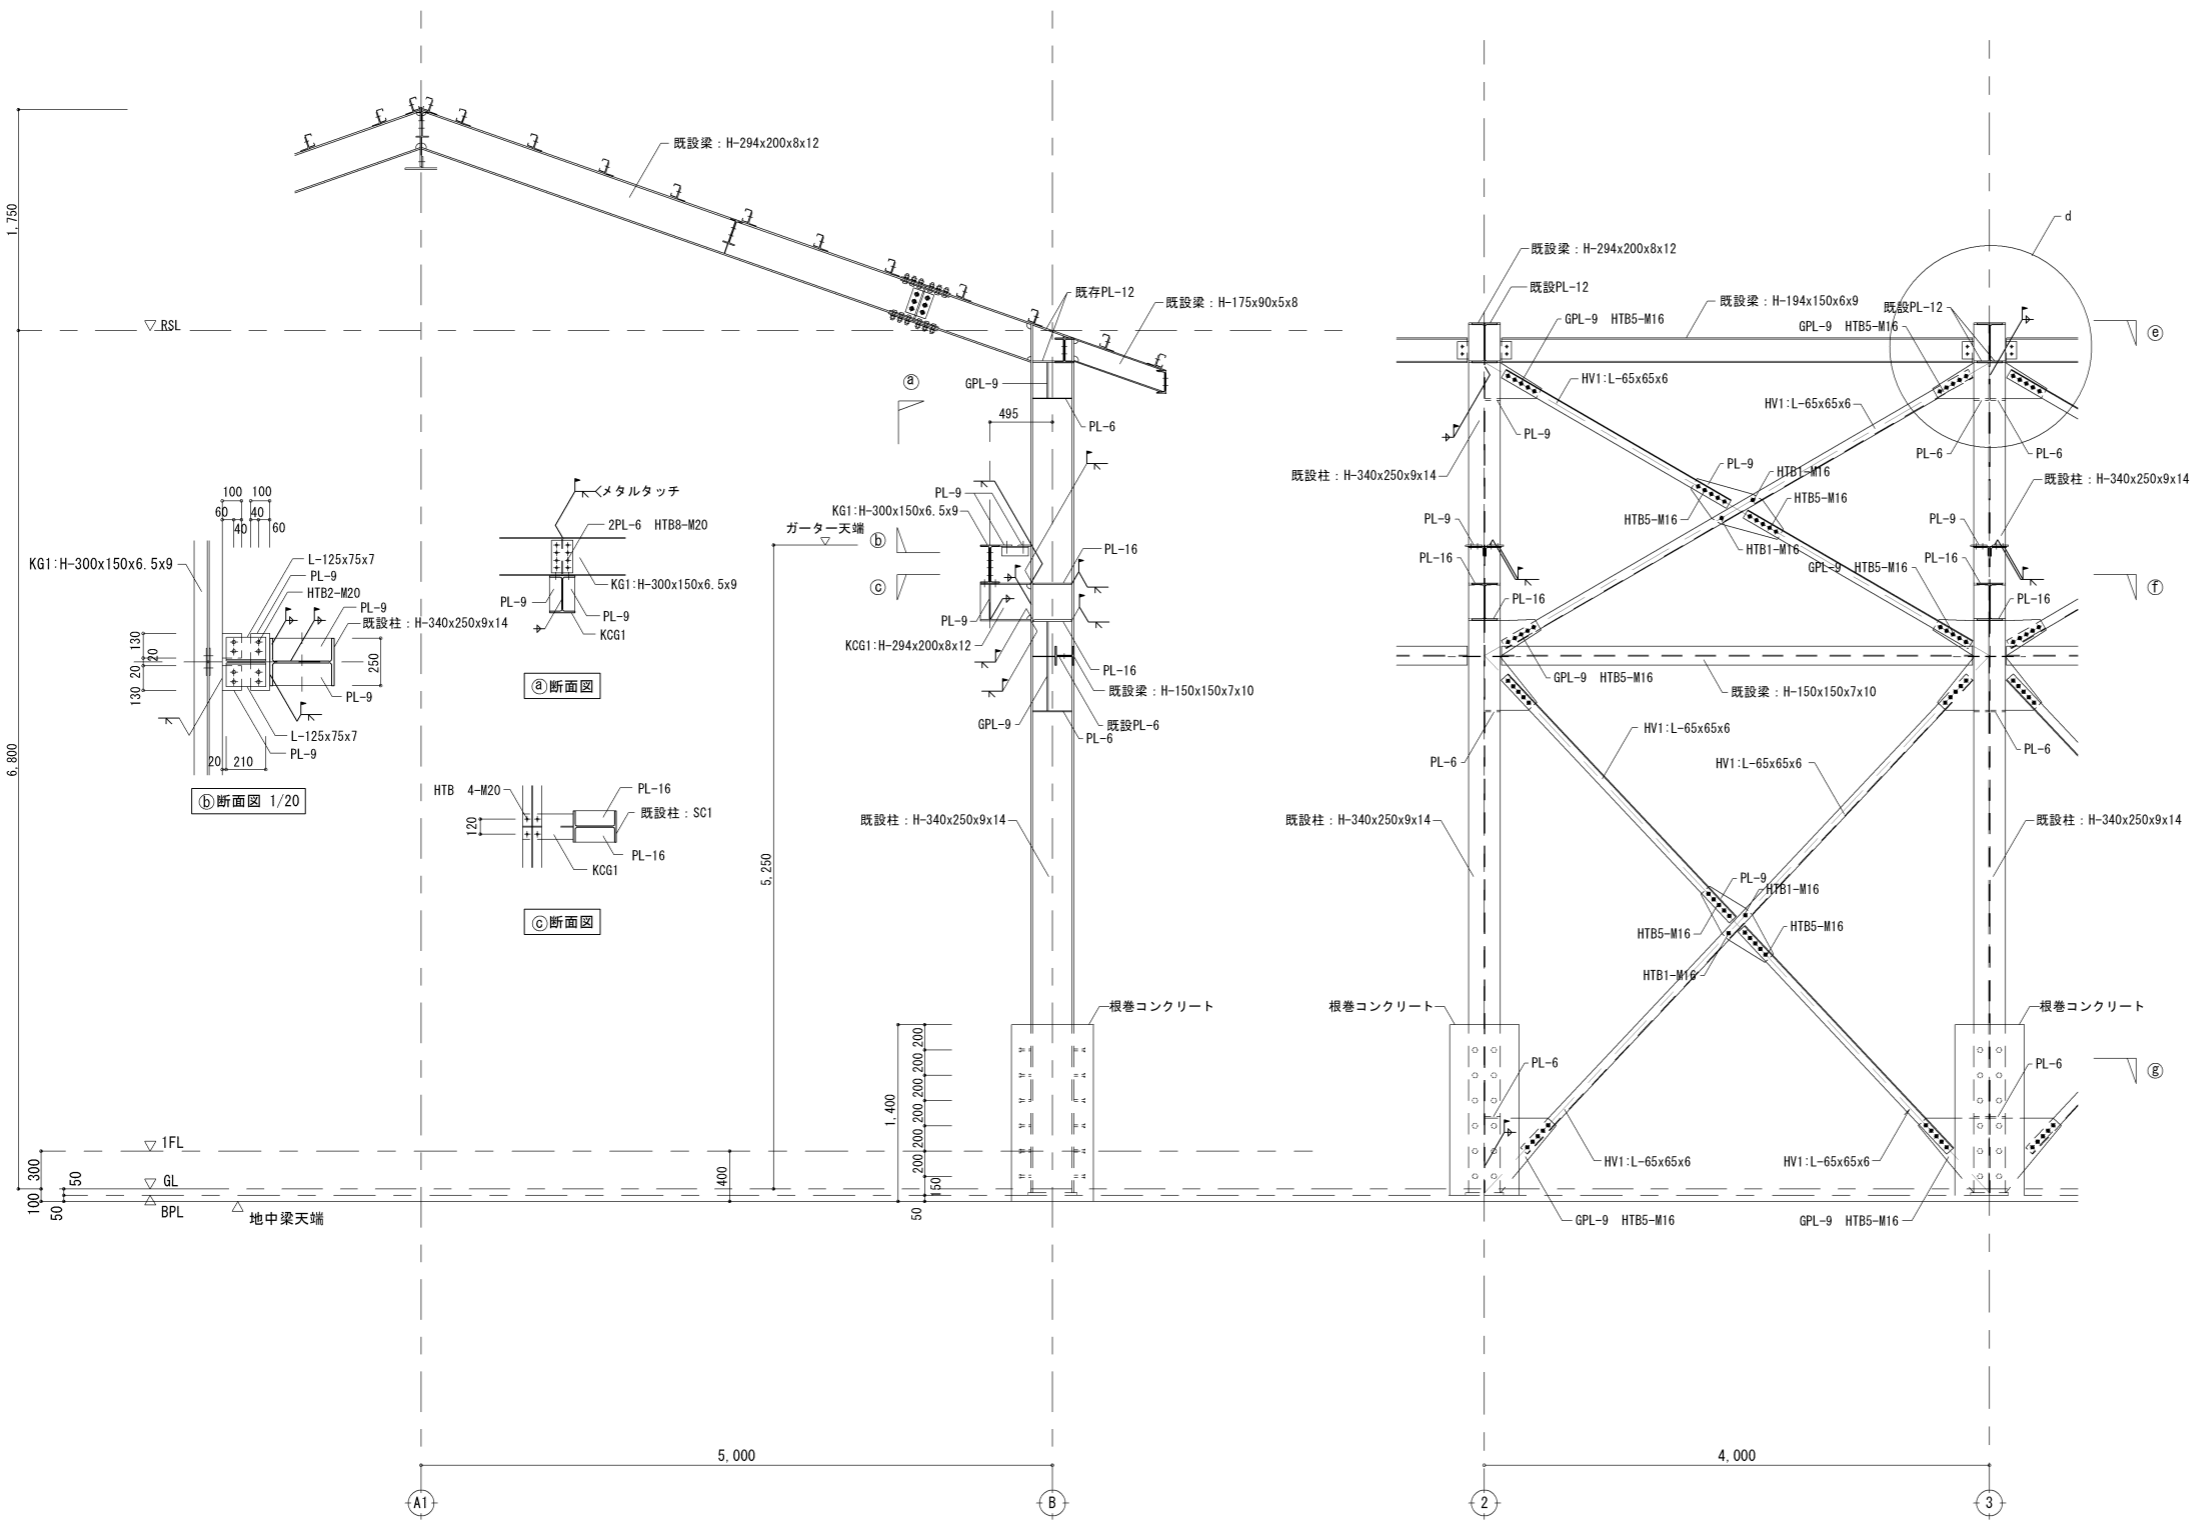 1,750
6,800
▽ RSL
既設梁：H-294x200x8x12
既存PL-12
既設梁：H-175x90x5x8
GPL-9
PL-6
495
ⓐ
PL-9
KG1:H-300x150x6.5x9
ガーター天端
ⓑ
ⓒ
PL-16
PL-9
KCG1:H-294x200x8x12
PL-16
既設梁：H-150x150x7x10
GPL-9
既設PL-6
PL-6
既設柱：H-340x250x9x14
根巻コンクリート
5,250
1,400
200
200
200
200
200
200
150
50
400
1FL
GL
BPL
地中梁天端
300
100
50
50
100
100
60
40
40
60
KG1:H-300x150x6.5x9
L-125x75x7
PL-9
HTB2-M20
PL-9
既設柱：H-340x250x9x14
130
20
20
130
250
PL-9
L-125x75x7
PL-9
20
210
ⓑ断面図 1/20
メタルタッチ
2PL-6 HTB8-M20
KG1:H-300x150x6.5x9
PL-9
PL-9
KCG1
ⓐ断面図
HTB 4-M20
PL-16
既設柱：SC1
120
PL-16
KCG1
ⓒ断面図
既設梁：H-294x200x8x12
既設PL-12
既設梁：H-194x150x6x9
既設PL-12
d
GPL-9 HTB5-M16
GPL-9 HTB5-M16
ⓔ
HV1:L-65x65x6
HV1:L-65x65x6
PL-9
PL-6
PL-6
既設柱：H-340x250x9x14
PL-9
HTB1-M16
HTB5-M16
既設柱：H-340x250x9x14
HTB5-M16
HTB1-M16
PL-9
PL-9
PL-16
PL-16
GPL-9 HTB5-M16
ⓕ
PL-16
PL-16
GPL-9 HTB5-M16
既設梁：H-150x150x7x10
HV1:L-65x65x6
PL-6
PL-6
HV1:L-65x65x6
既設柱：H-340x250x9x14
既設柱：H-340x250x9x14
PL-9
HTB1-M16
HTB5-M16
HTB5-M16
HTB1-M16
根巻コンクリート
根巻コンクリート
PL-6
PL-6
ⓖ
HV1:L-65x65x6
HV1:L-65x65x6
GPL-9 HTB5-M16
GPL-9 HTB5-M16
5,000
4,000
A1
B
2
3